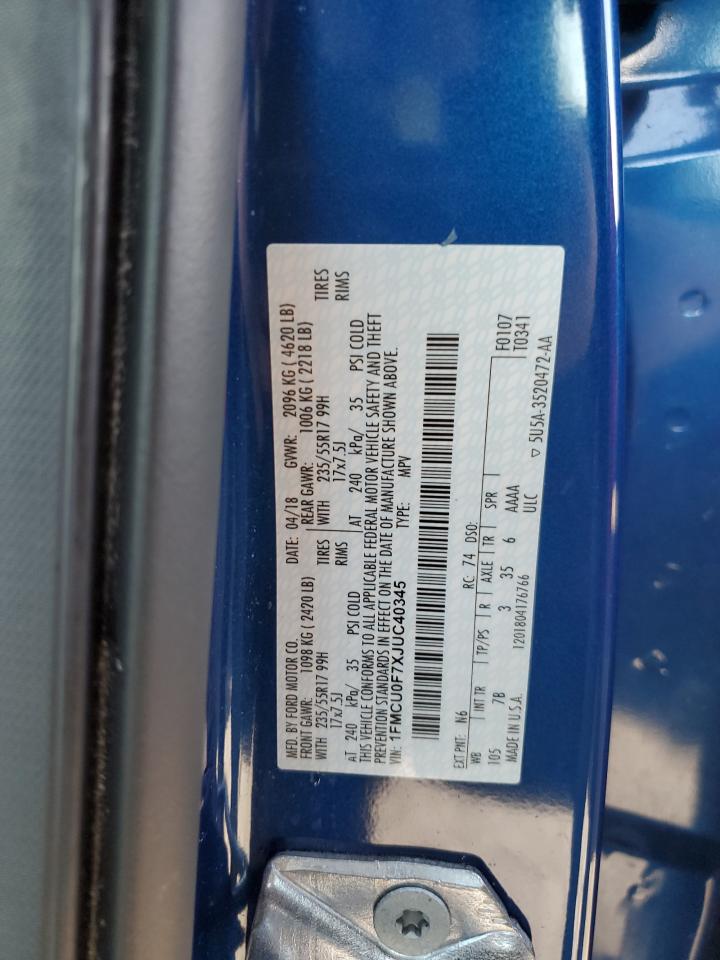 MFD. BY FORD MOTOR CO. DATE: 04/18 GVWR: 2096 KG ( 4620 LB)
FRONT GAWR: 1098 KG ( 2420 LB) REAR GAWR: 1006 KG ( 2218 LB)
WITH 235/55R17 99H TIRES WITH 235/55R17 99H TIRES
17x7.5J RIMS 17x7.5J RIMS
AT 240 kPa/ 35 PSI COLD AT 240 kPa/ 35 PSI COLD
THIS VEHICLE CONFORMS TO ALL APPLICABLE FEDERAL MOTOR VEHICLE SAFETY AND THEFT
PREVENTION STANDARDS IN EFFECT ON THE DATE OF MANUFACTURE SHOWN ABOVE.
VIN: 1FMCU0F7XJUC40345 TYPE: MPV
EXT PNT: N6 RC: 74 DSO:
WB INT TR TP/PS R AXLE TR SPR F0107
105 7B 3 35 6 AAAA T0341
MADE IN U.S.A. 1201804176766 ULC ▽ 5U5A-3520472-AA